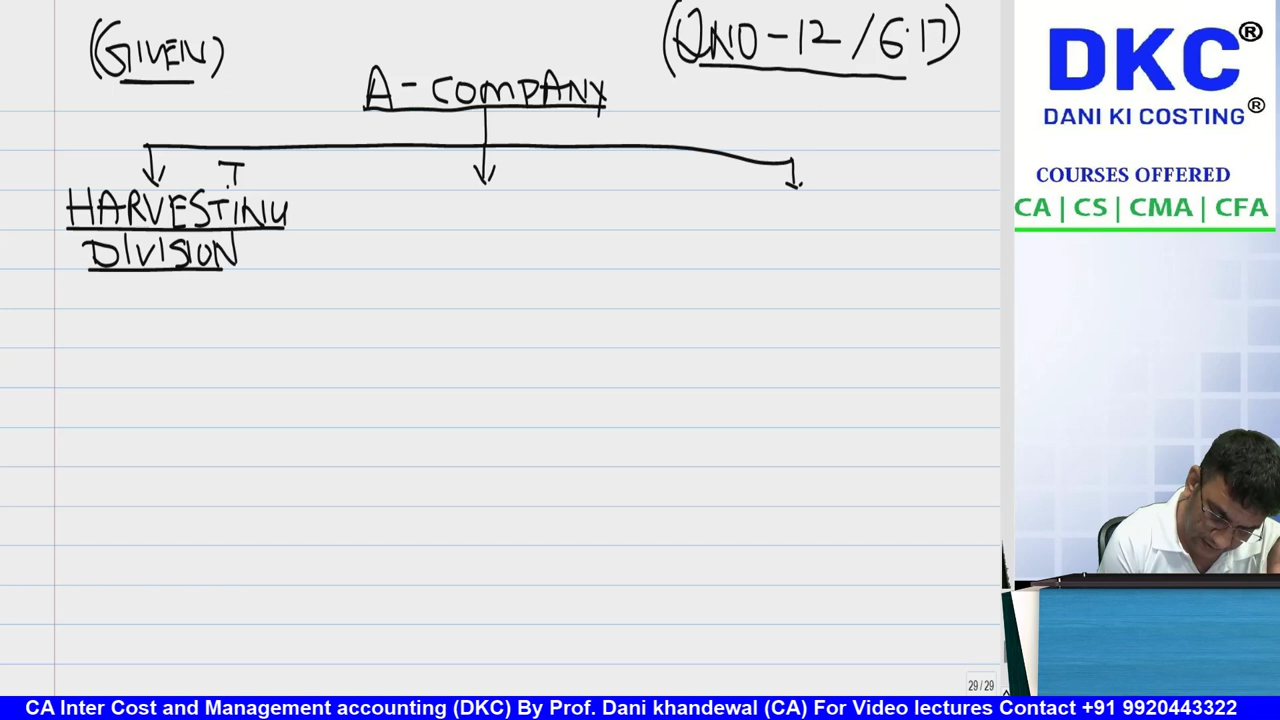 (GIVEN)
(QNO-12/6.17)
A-COMPANY
T
HARVESTING
DIVISION
DKC®
DANI KI COSTING®
COURSES OFFERED
CA | CS | CMA | CFA
29/29
CA Inter Cost and Management accounting (DKC) By Prof. Dani khandewal (CA) For Video lectures Contact +91 9920443322